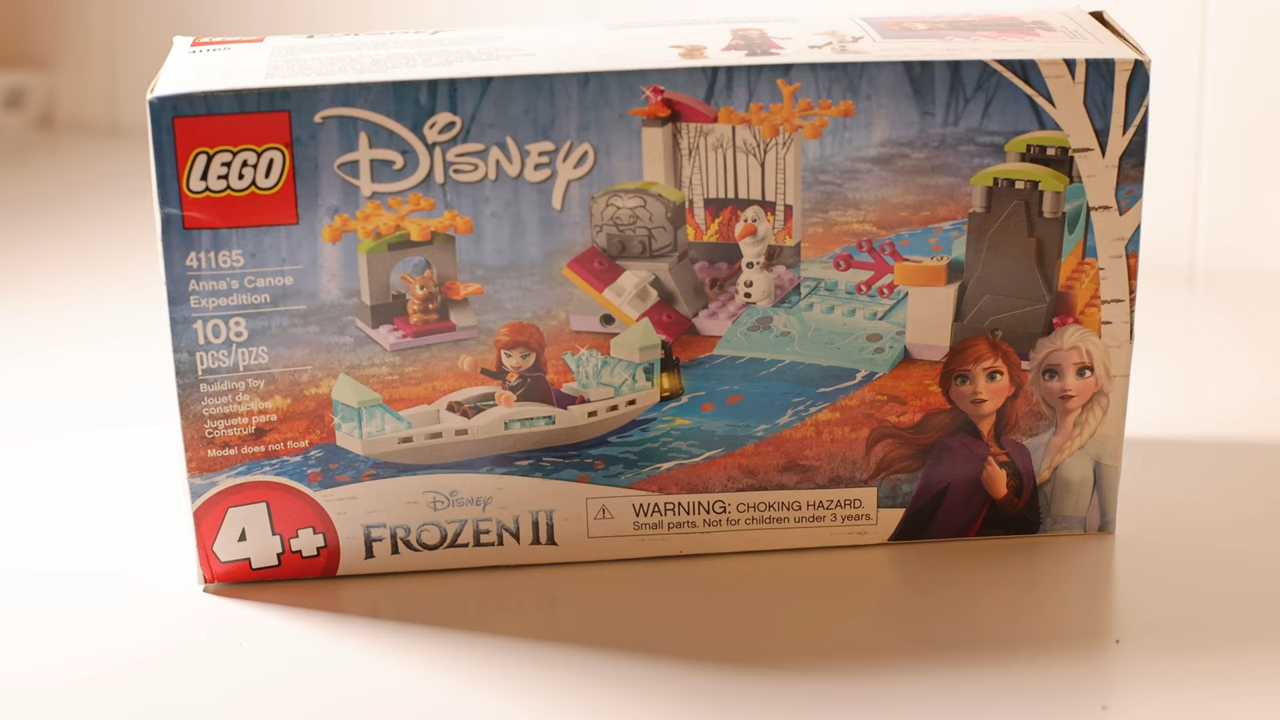 41165
LEGO
DISNEY
41165
Anna's Canoe
Expedition
108
pcs/pzs
Building Toy
Jouet de
construction
Juguete para
Construir
Model does not float
4+
DISNEY
FROZEN II
WARNING: CHOKING HAZARD.
Small parts. Not for children under 3 years.